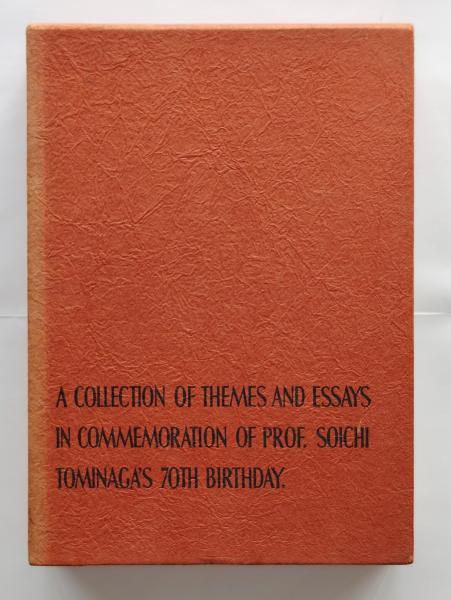 A COLLECTION OF THEMES AND ESSAYS
IN COMMEMORATION OF PROF. SOICHI
TOMINAGA'S 70TH BIRTHDAY.